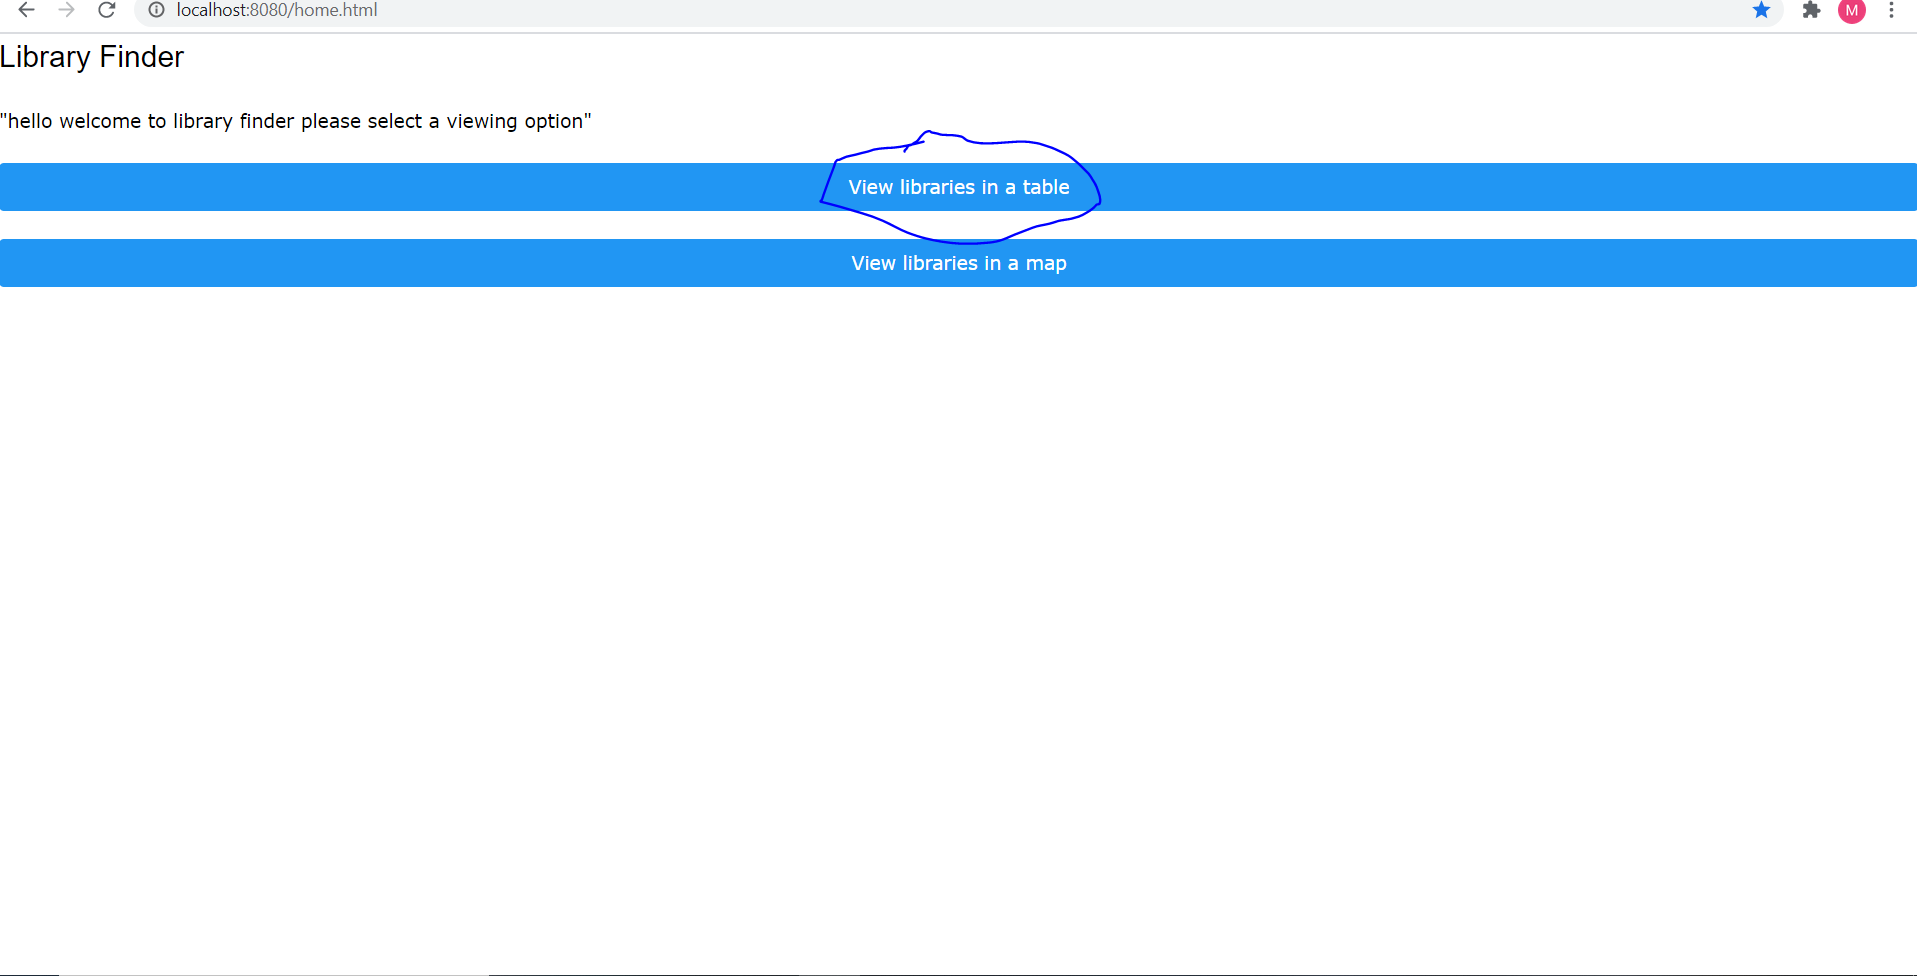 localhost:8080/home.html
M
Library Finder
"hello welcome to library finder please select a viewing option"
View libraries in a table
View libraries in a map